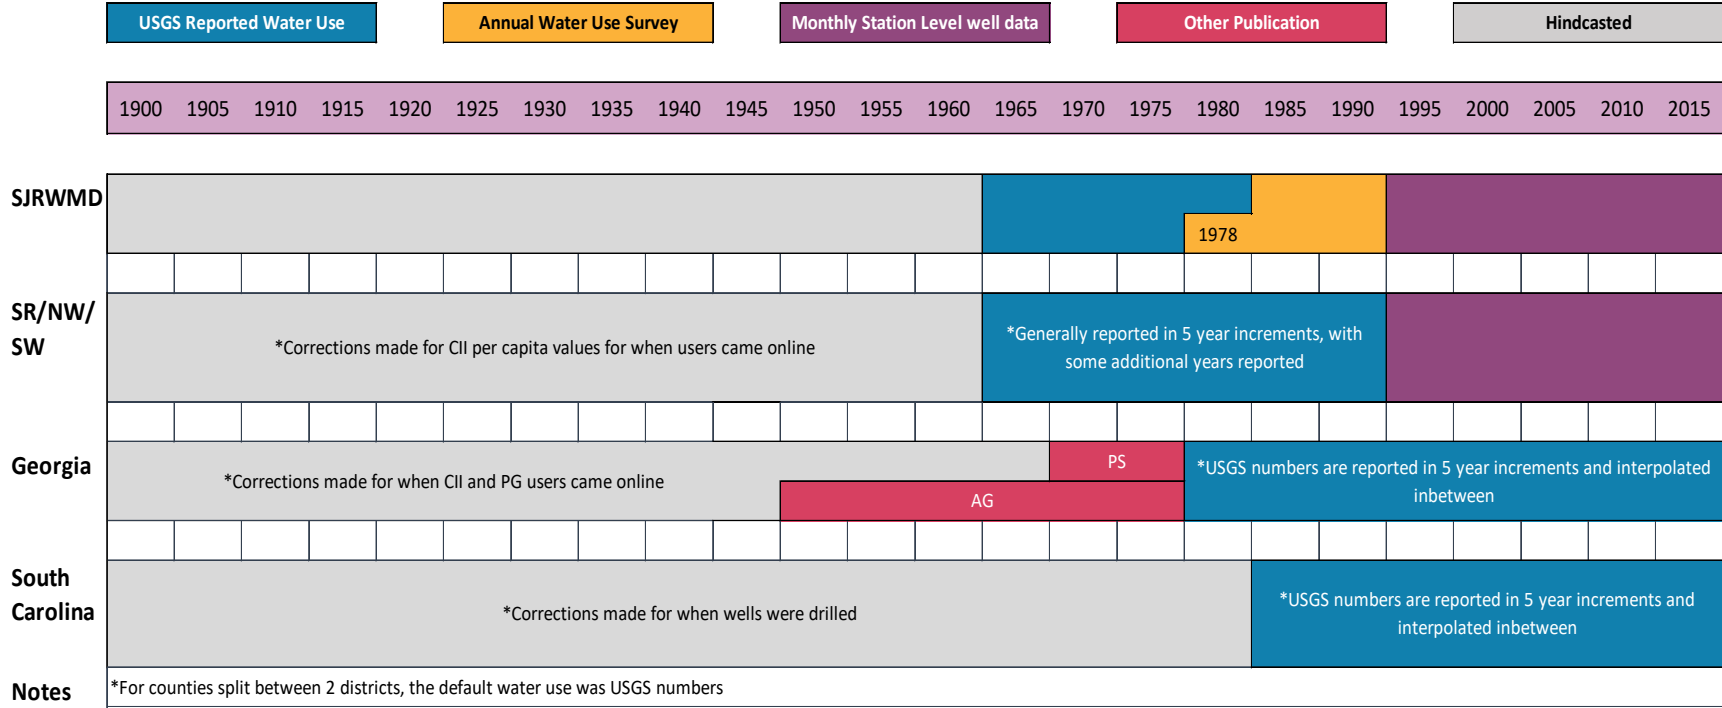 USGS Reported Water Use Annual Water Use Survey Monthly Station Level well data Other Publication Hindcasted
1900 1905 1910 1915 1920 1925 1930 1935 1940 1945 1950 1955 1960 1965 1970 1975 1980 1985 1990 1995 2000 2005 2010 2015
SJRWMD
1978
SR/NW/
SW
*Corrections made for CII per capita values for when users came online
*Generally reported in 5 year increments, with
some additional years reported
Georgia
*Corrections made for when CII and PG users came online
PS
AG
*USGS numbers are reported in 5 year increments and interpolated
inbetween
South
Carolina
*Corrections made for when wells were drilled
*USGS numbers are reported in 5 year increments and
interpolated inbetween
Notes
*For counties split between 2 districts, the default water use was USGS numbers